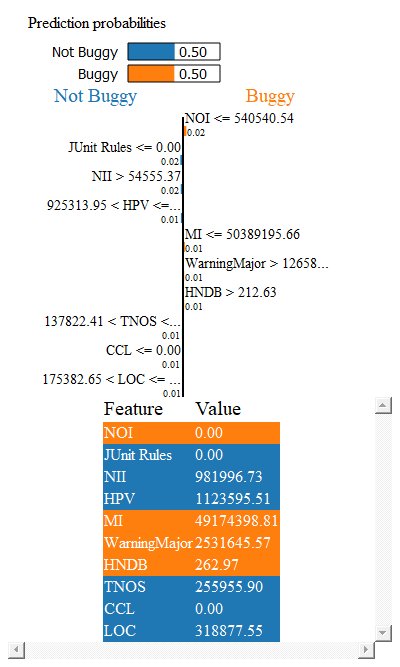 Prediction probabilities
Not Buggy 0.50
Buggy 0.50
Not Buggy Buggy
NOI <= 540540.54
0.02
JUnit Rules <= 0.00
0.02
NII > 54555.37
0.02
925313.95 < HPV <=...
0.01
MI <= 50389195.66
0.01
WarningMajor > 12658...
0.01
HNDB > 212.63
0.01
137822.41 < TNOS <...
0.01
CCL <= 0.00
0.01
175382.65 < LOC <= ...
0.01
Feature Value
NOI 0.00
JUnit Rules 0.00
NII 981996.73
HPV 1123595.51
MI 49174398.81
WarningMajor 2531645.57
HNDB 262.97
TNOS 255955.90
CCL 0.00
LOC 318877.55